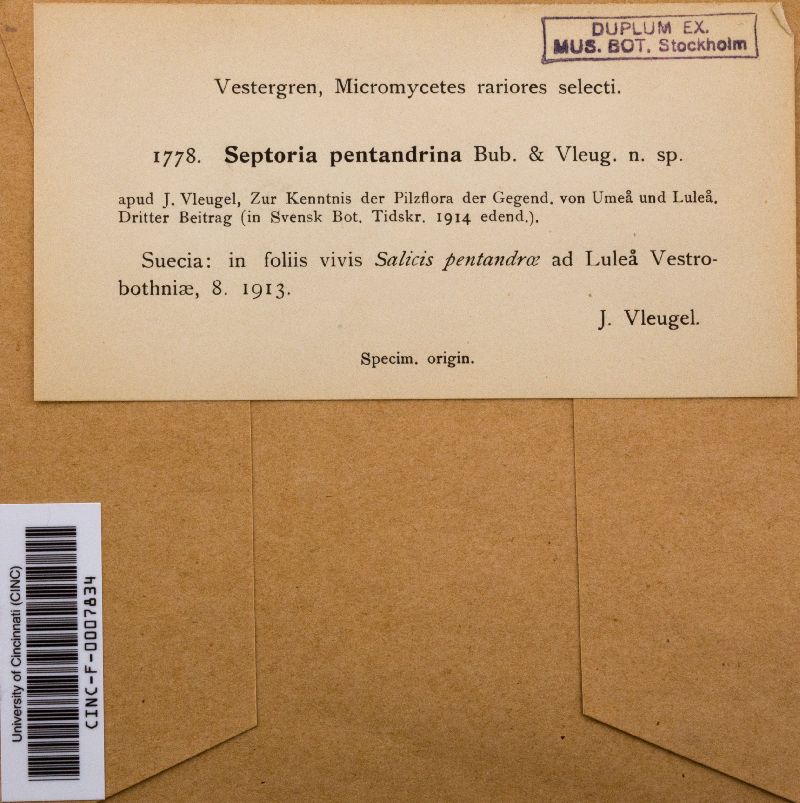 DUPLUM EX.
MUS. BOT. Stockholm
Vestergren, Micromycetes rariores selecti.
1778. Septoria pentandrina Bub. & Vleug. n. sp.
apud J. Vleugel, Zur Kenntnis der Pilzflora der Gegend. von Umeå und Luleå.
Dritter Beitrag (in Svensk Bot. Tidskr. 1914 edend.).
Suecia: in foliis vivis Salicis pentandræ ad Luleå Vestro-
bothniæ, 8. 1913.
J. Vleugel.
Specim. origin.
University of Cincinnati (CINC)
CINC-F-0007834